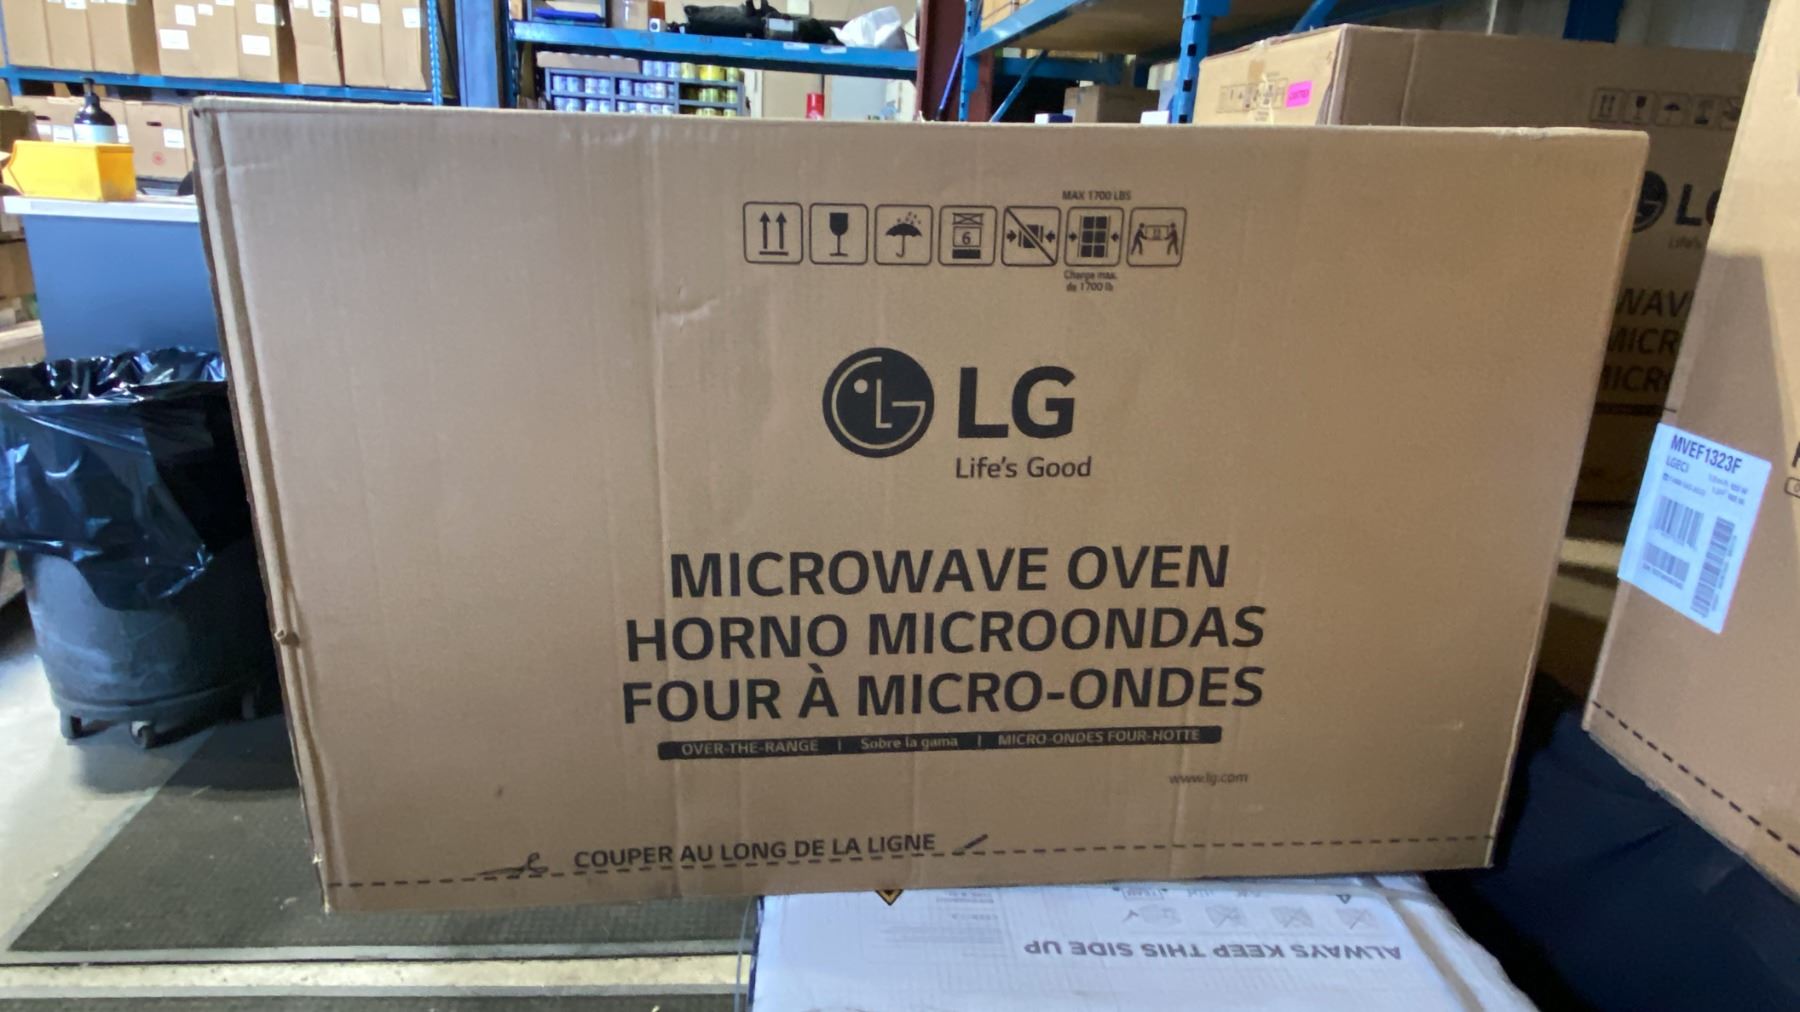 MAX 1700 LBS
6
Charge max.
de 1700 lb
LG
Life's Good
MICROWAVE OVEN
HORNO MICROONDAS
FOUR À MICRO-ONDES
OVER-THE-RANGE | Sobre la gama | MICRO-ONDES FOUR-HOTTE
www.lg.com
COUPER AU LONG DE LA LIGNE
ALWAYS KEEP THIS SIDE UP
MVEF1323F
LGECI